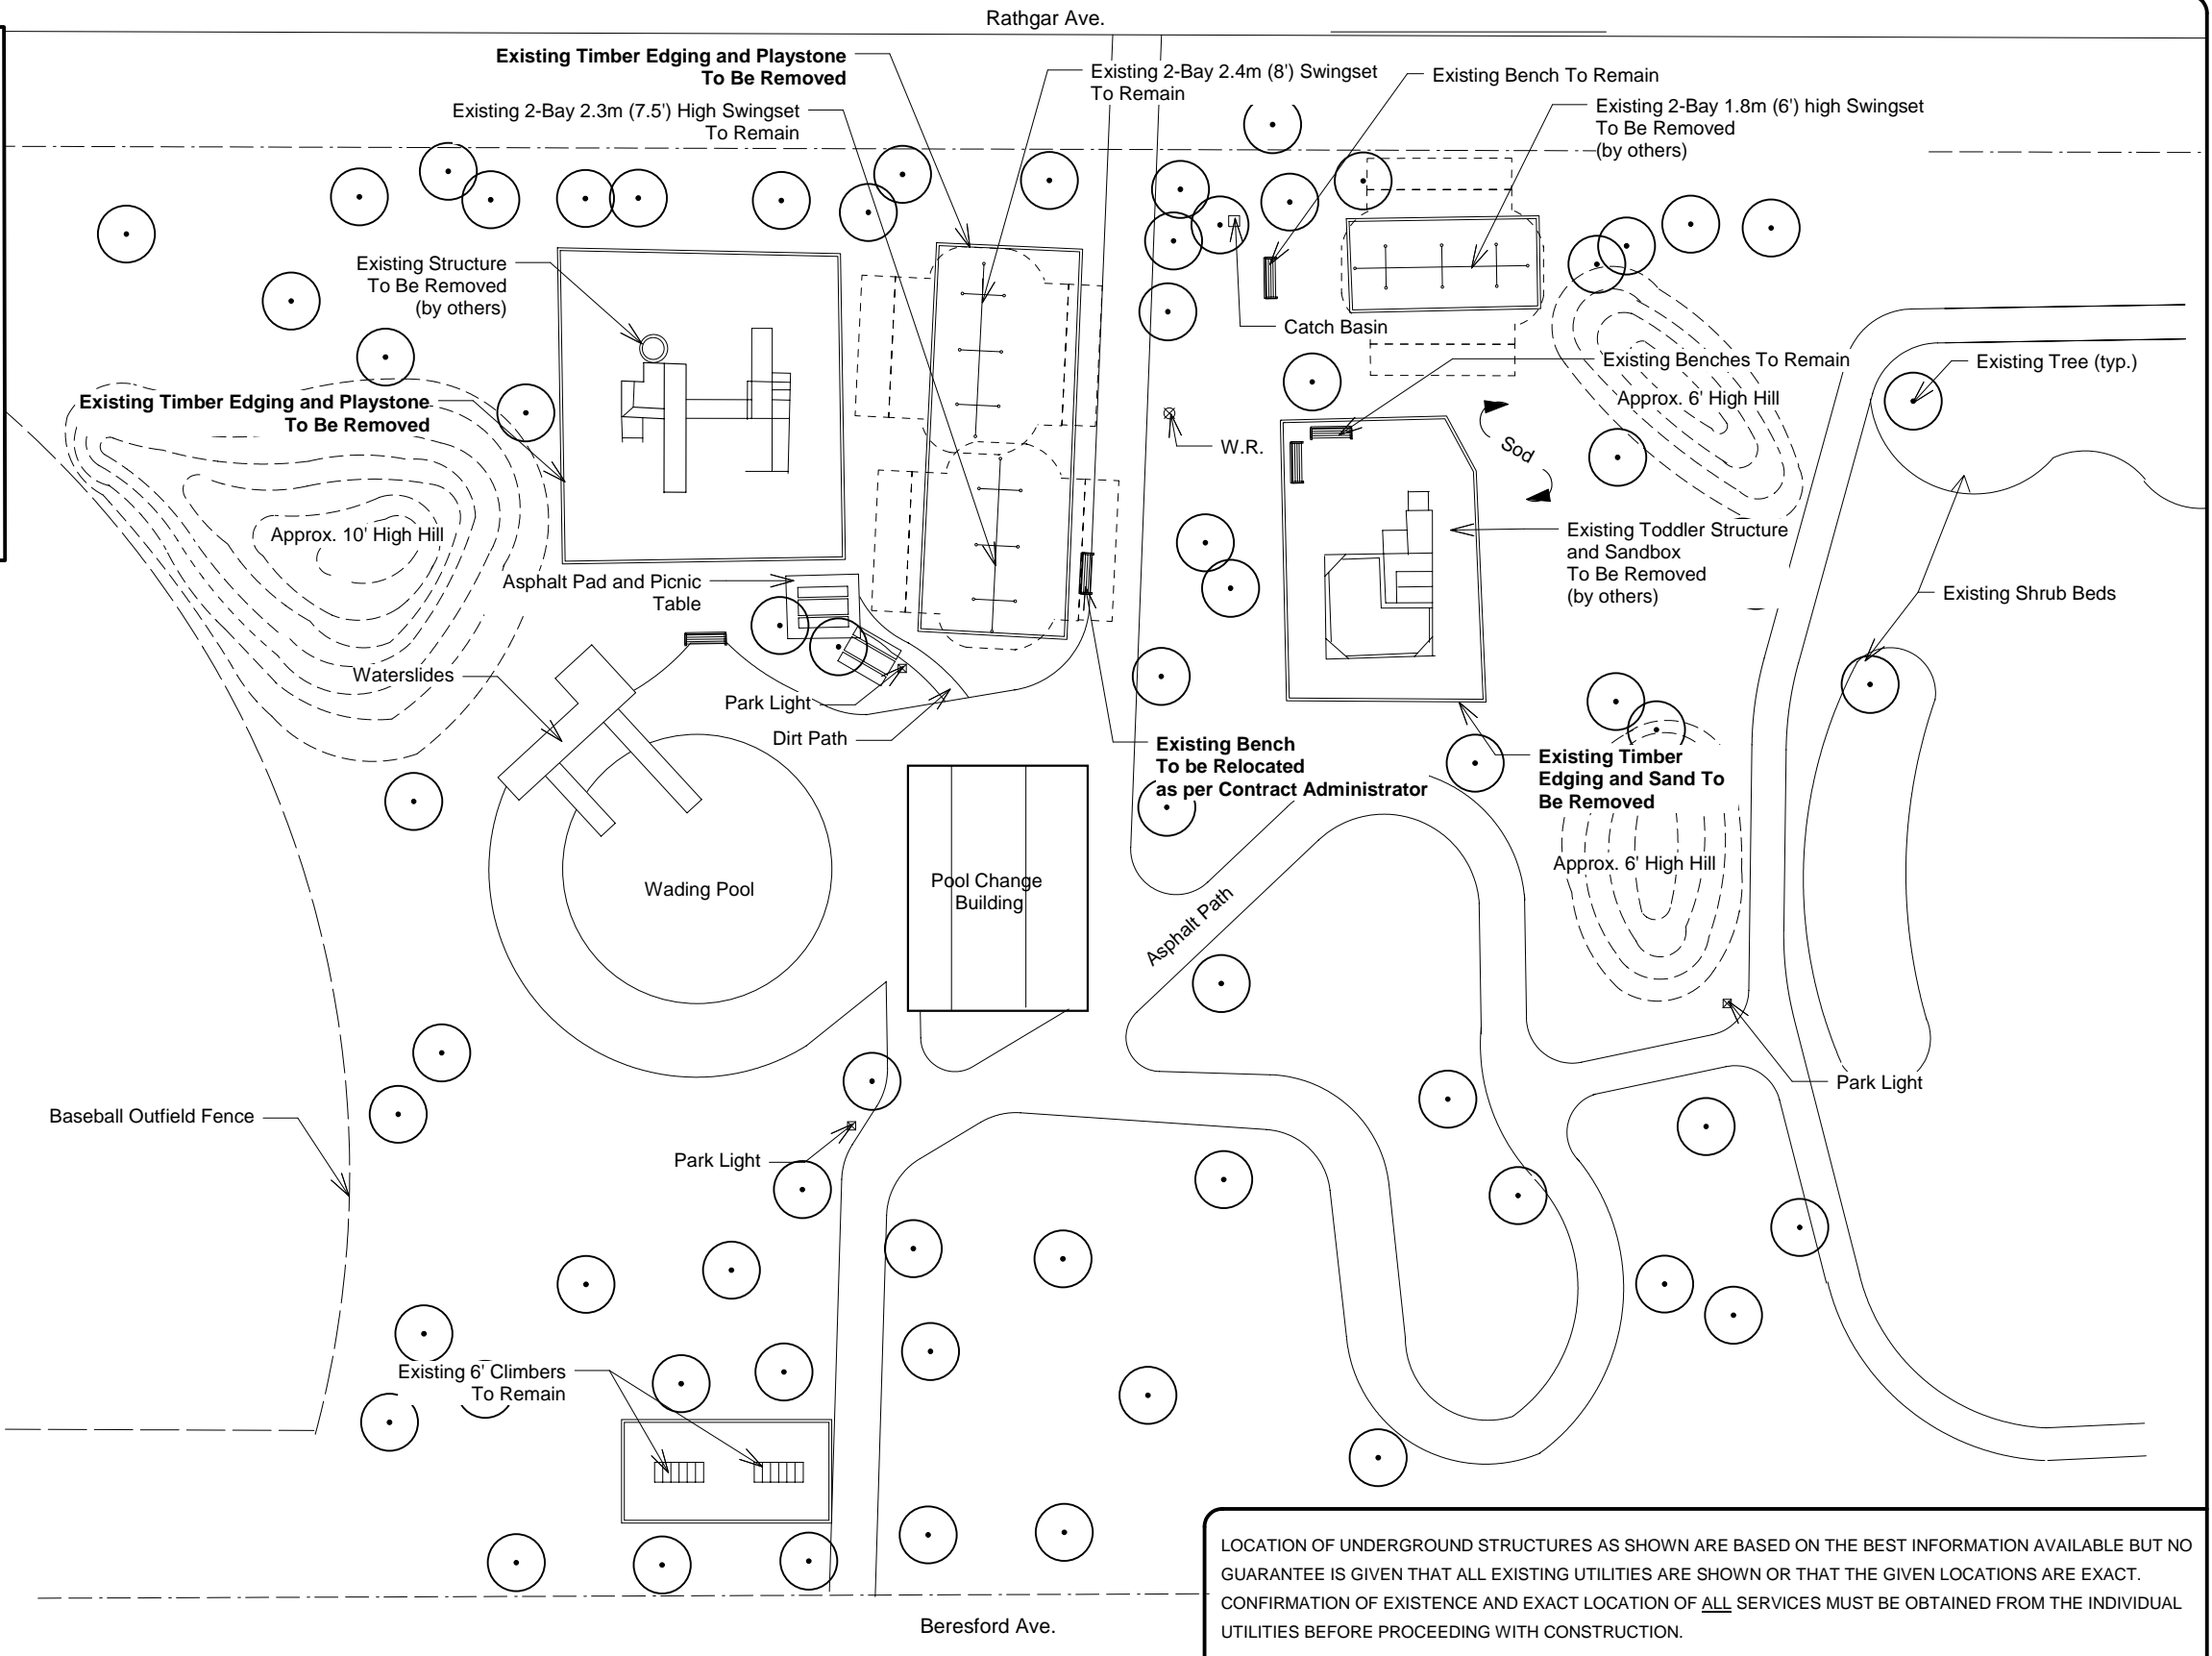 Rathgar Ave.
Existing Timber Edging and Playstone
To Be Removed
Existing 2-Bay 2.4m (8') Swingset
To Remain
Existing Bench To Remain
Existing 2-Bay 2.3m (7.5') High Swingset
To Remain
Existing 2-Bay 1.8m (6') high Swingset
To Be Removed
(by others)
Existing Structure
To Be Removed
(by others)
Catch Basin
Existing Benches To Remain
Existing Tree (typ.)
Existing Timber Edging and Playstone
To Be Removed
Approx. 6' High Hill
W.R.
Sod
Approx. 10' High Hill
Existing Toddler Structure
and Sandbox
To Be Removed
(by others)
Asphalt Pad and Picnic
Table
Existing Shrub Beds
Waterslides
Park Light
Dirt Path
Existing Bench
To be Relocated
as per Contract Administrator
Existing Timber
Edging and Sand To
Be Removed
Approx. 6' High Hill
Wading Pool
Pool Change
Building
Asphalt Path
Park Light
Baseball Outfield Fence
Park Light
Existing 6' Climbers
To Remain
Beresford Ave.
LOCATION OF UNDERGROUND STRUCTURES AS SHOWN ARE BASED ON THE BEST INFORMATION AVAILABLE BUT NO
GUARANTEE IS GIVEN THAT ALL EXISTING UTILITIES ARE SHOWN OR THAT THE GIVEN LOCATIONS ARE EXACT.
CONFIRMATION OF EXISTENCE AND EXACT LOCATION OF ALL SERVICES MUST BE OBTAINED FROM THE INDIVIDUAL
UTILITIES BEFORE PROCEEDING WITH CONSTRUCTION.